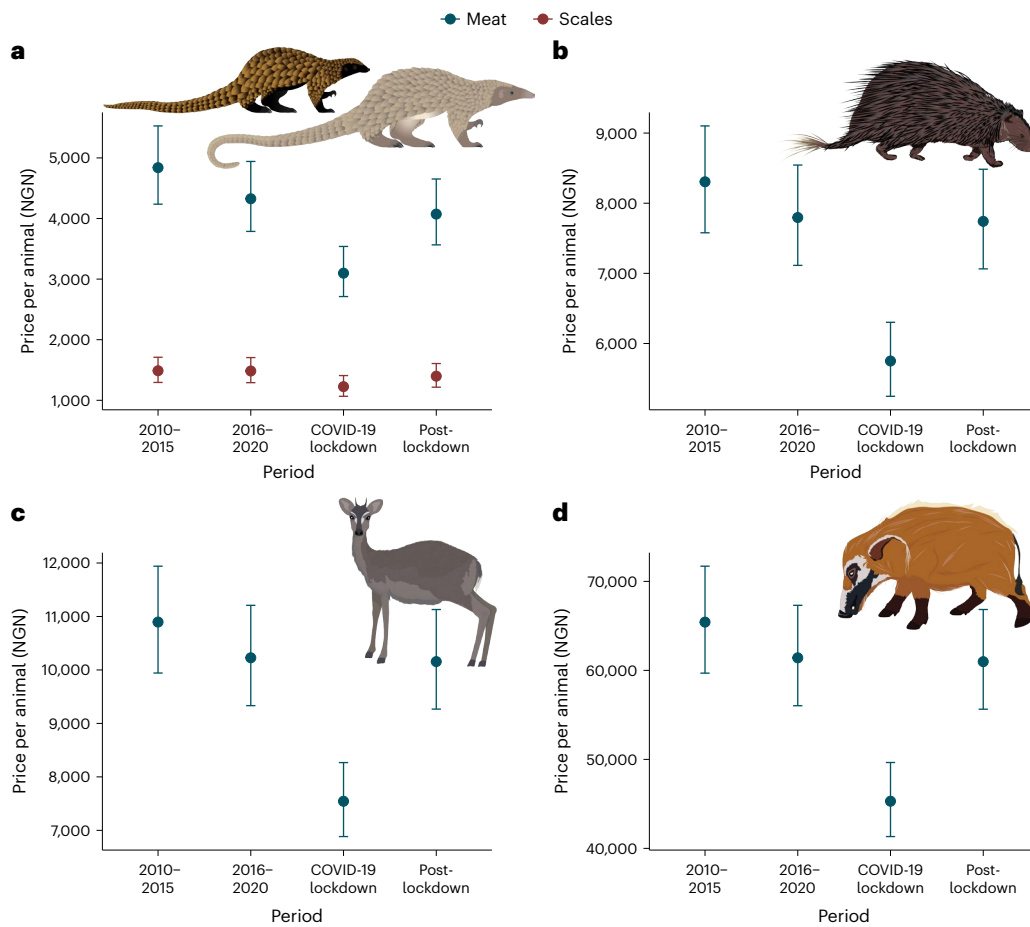 Meat Scales
a
Price per animal (NGN)
5,000
4,000
3,000
2,000
1,000
2010–
2015
2016–
2020
COVID-19
lockdown
Post-
lockdown
Period
b
Price per animal (NGN)
9,000
8,000
7,000
6,000
2010–
2015
2016–
2020
COVID-19
lockdown
Post-
lockdown
Period
c
Price per animal (NGN)
12,000
11,000
10,000
9,000
8,000
7,000
2010–
2015
2016–
2020
COVID-19
lockdown
Post-
lockdown
Period
d
Price per animal (NGN)
70,000
60,000
50,000
40,000
2010–
2015
2016–
2020
COVID-19
lockdown
Post-
lockdown
Period